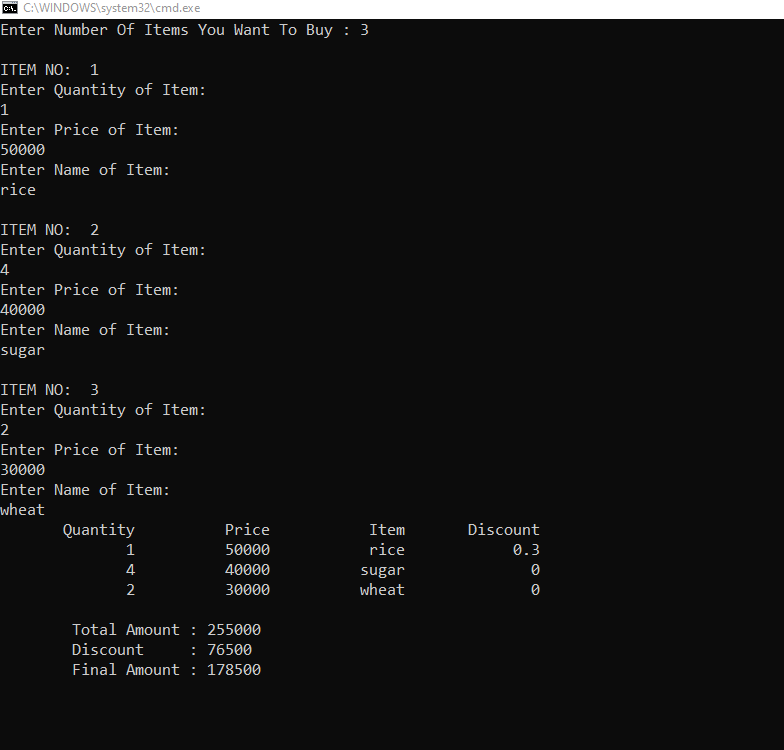 C:\WINDOWS\system32\cmd.exe
Enter Number Of Items You Want To Buy : 3
ITEM NO:  1
Enter Quantity of Item:
1
Enter Price of Item:
50000
Enter Name of Item:
rice
ITEM NO:  2
Enter Quantity of Item:
4
Enter Price of Item:
40000
Enter Name of Item:
sugar
ITEM NO:  3
Enter Quantity of Item:
2
Enter Price of Item:
30000
Enter Name of Item:
wheat
Quantity          Price           Item       Discount
1          50000           rice            0.3
4          40000          sugar              0
2          30000          wheat              0
Total Amount : 255000
Discount     : 76500
Final Amount : 178500